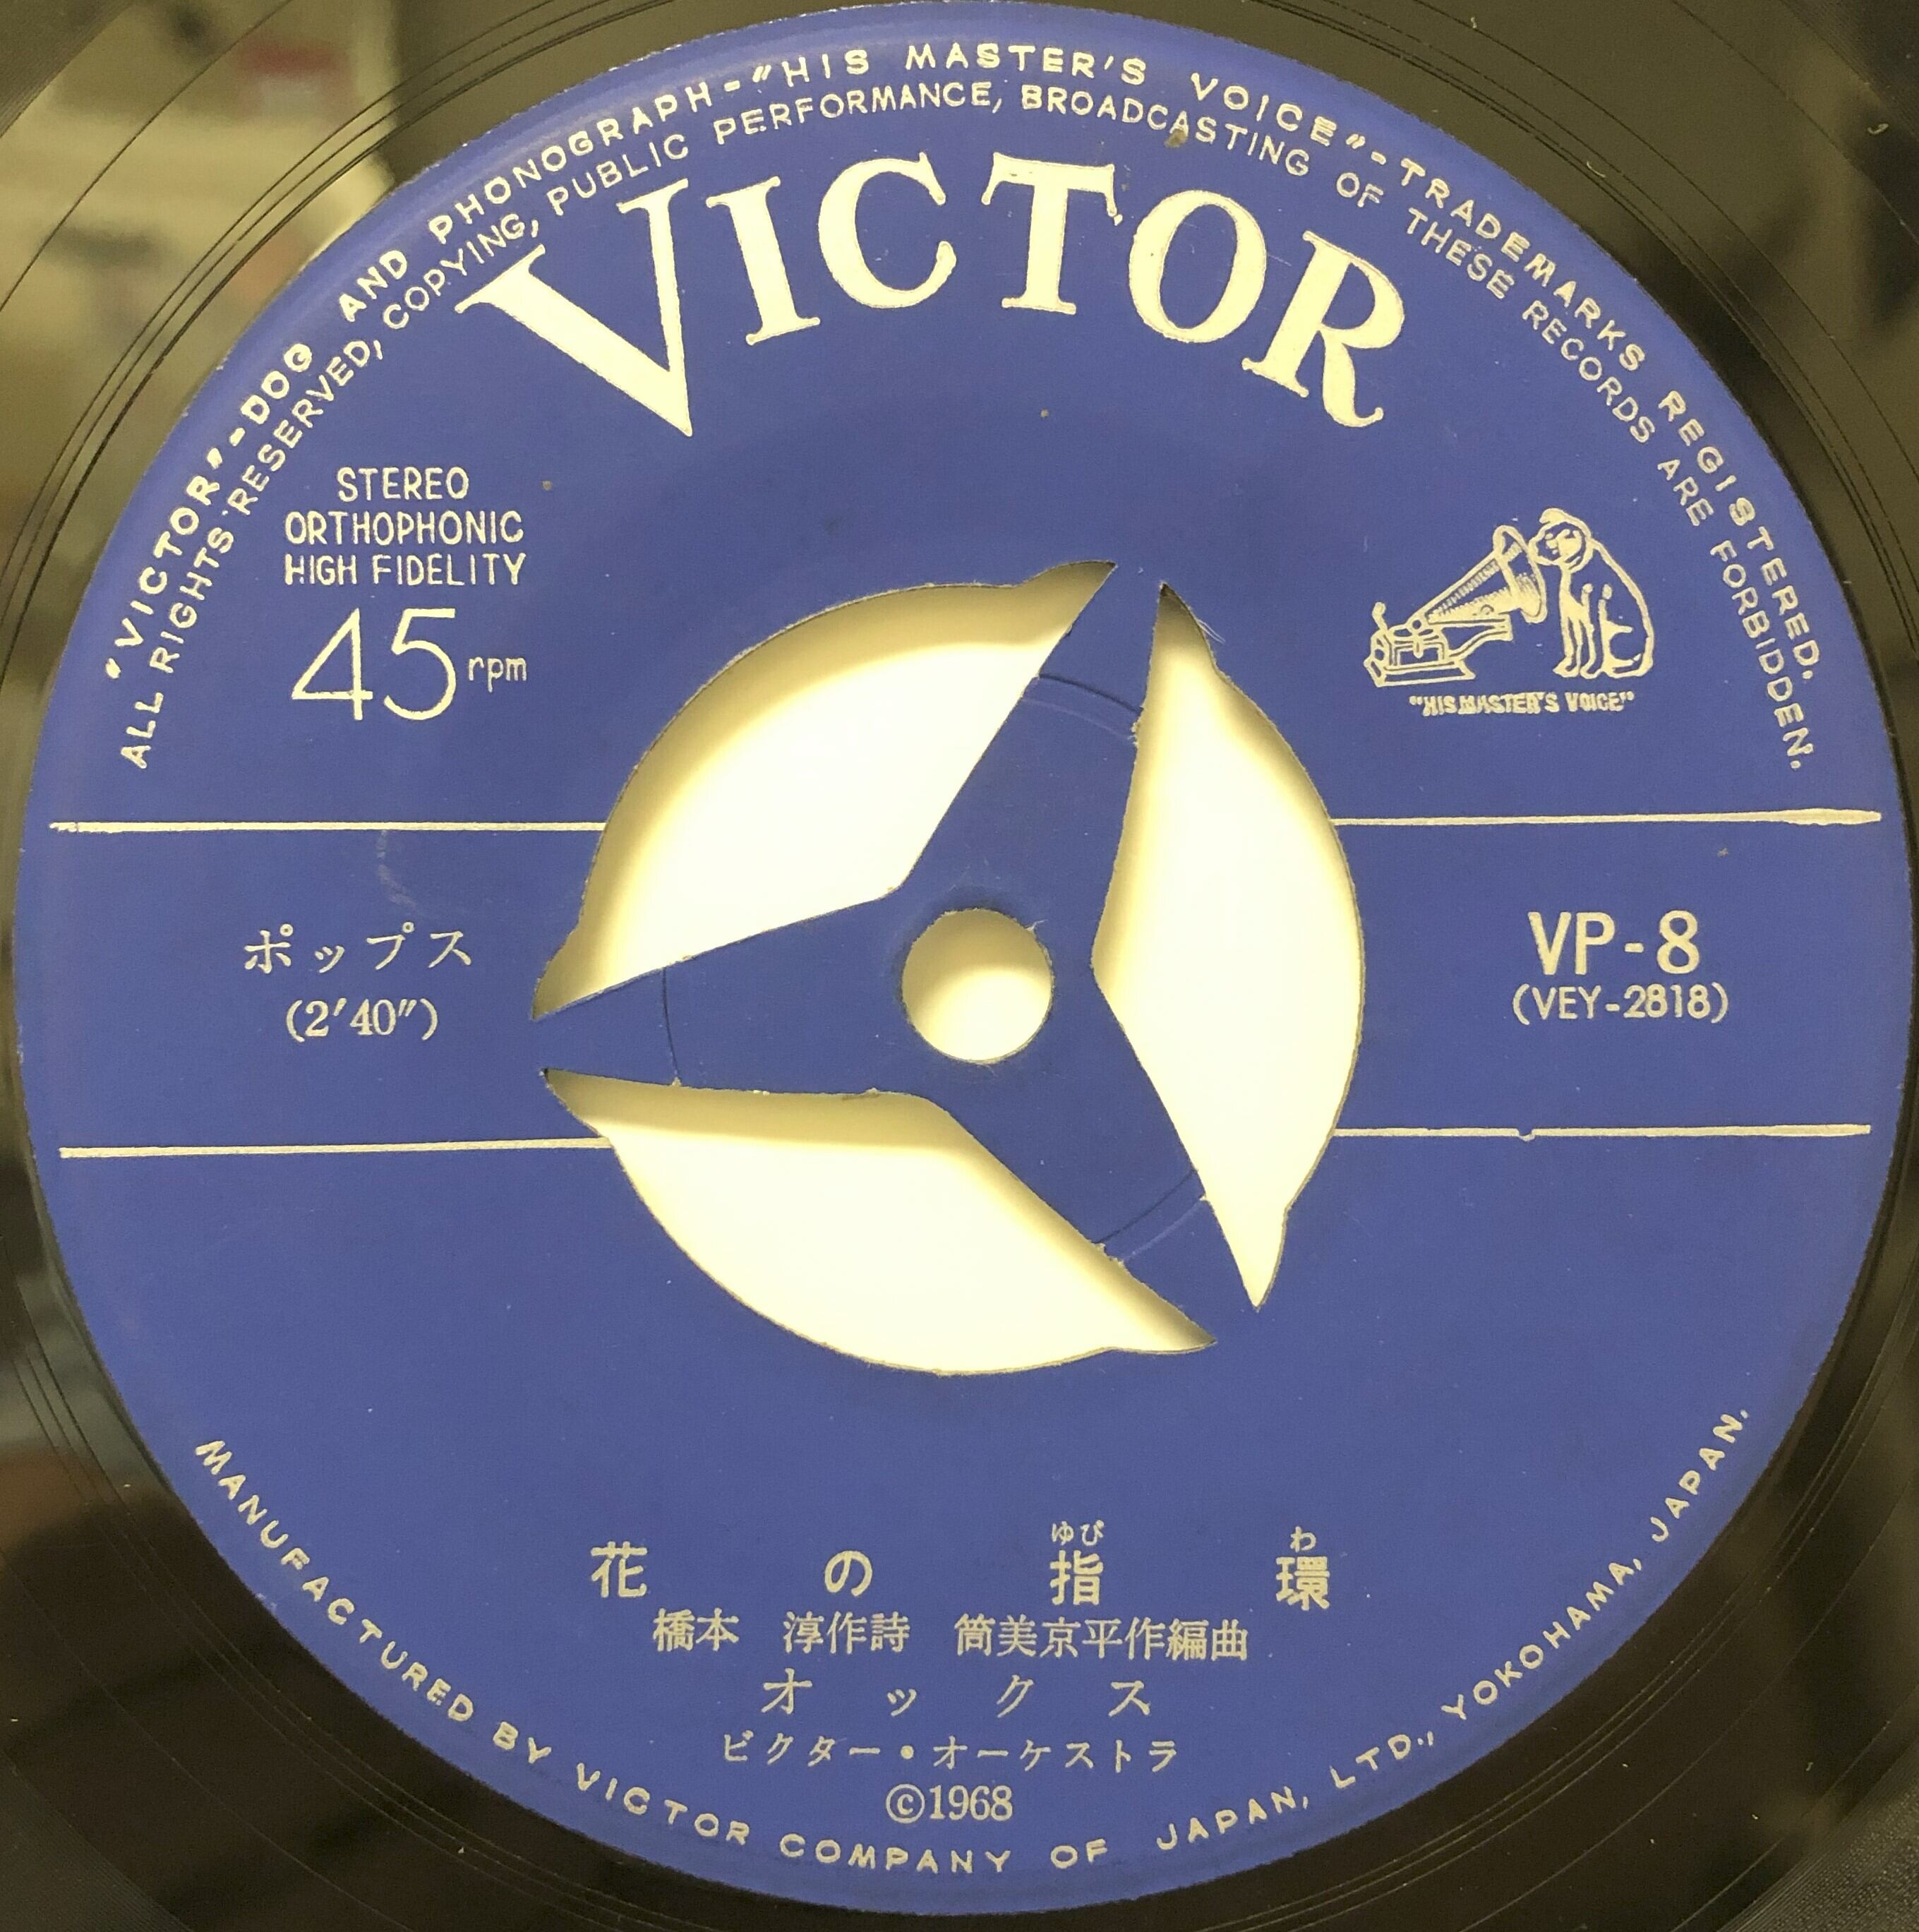 "VICTOR"-DOG AND PHONOGRAPH-"HIS MASTER'S VOICE"-TRADEMARKS REGISTERED.
ALL RIGHTS RESERVED, COPYING, PUBLIC PERFORMANCE, BROADCASTING OF THESE RECORDS ARE FORBIDDEN.
VICTOR
STEREO
ORTHOPHONIC
HIGH FIDELITY
45 rpm
"HIS MASTER'S VOICE"
ポップス
(2'40")
VP-8
(VEY-2818)
ゆび わ
花の指環
橋本 淳作詩 筒美京平作編曲
オックス
ビクター・オーケストラ
©1968
MANUFACTURED BY VICTOR COMPANY OF JAPAN, LTD., YOKOHAMA, JAPAN.